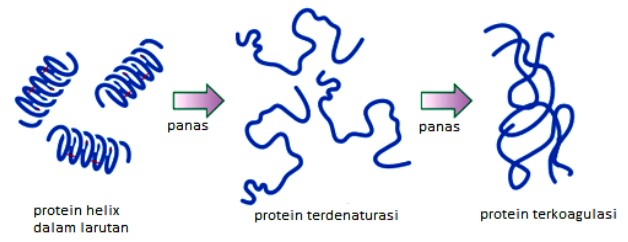 panas
panas
protein helix
dalam larutan
protein terdenaturasi
protein terkoagulasi